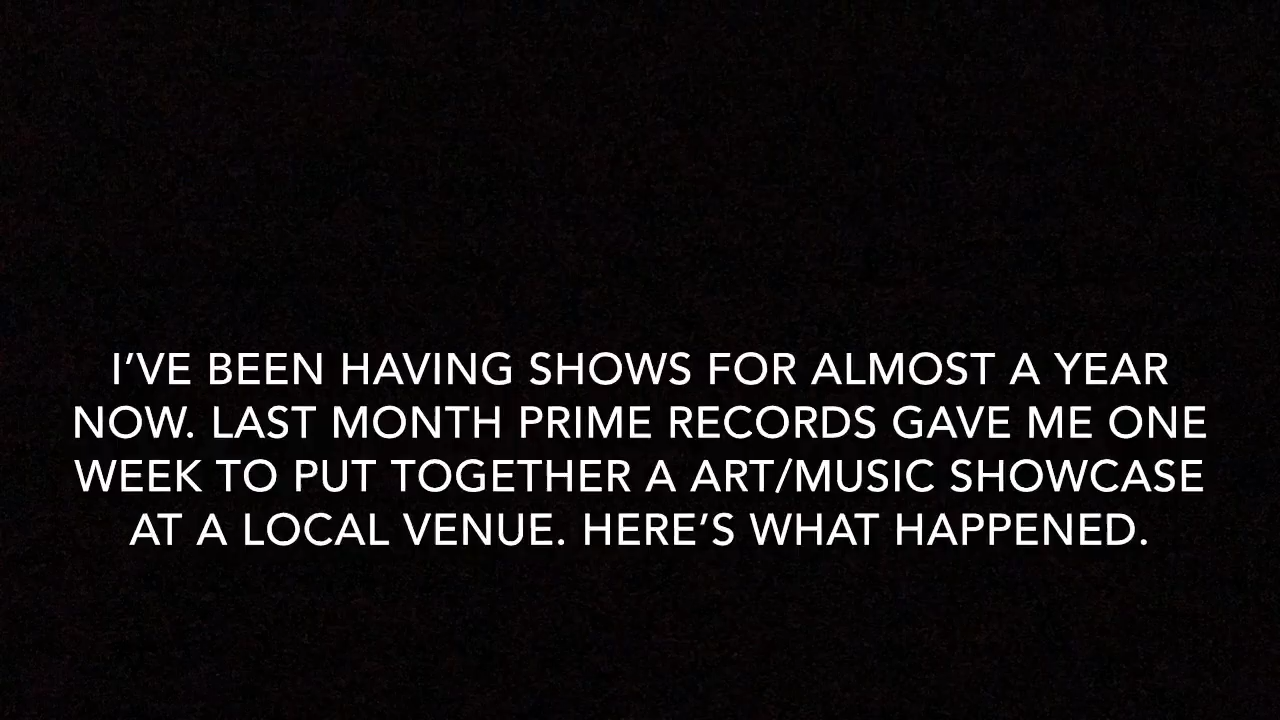 I’VE BEEN HAVING SHOWS FOR ALMOST A YEAR
NOW. LAST MONTH PRIME RECORDS GAVE ME ONE
WEEK TO PUT TOGETHER A ART/MUSIC SHOWCASE
AT A LOCAL VENUE. HERE’S WHAT HAPPENED.